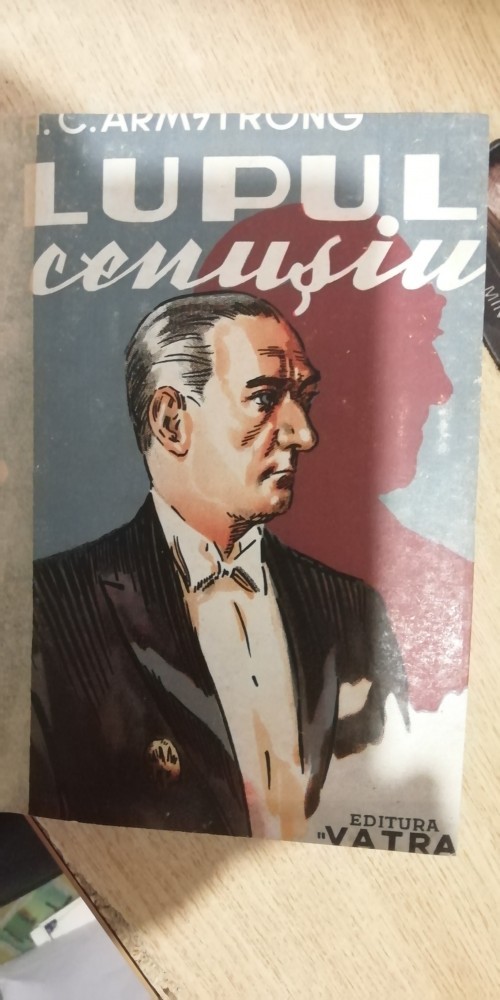 . C. ARMSTRONG
LUPUL
cenușiu
EDITURA
"VATRA